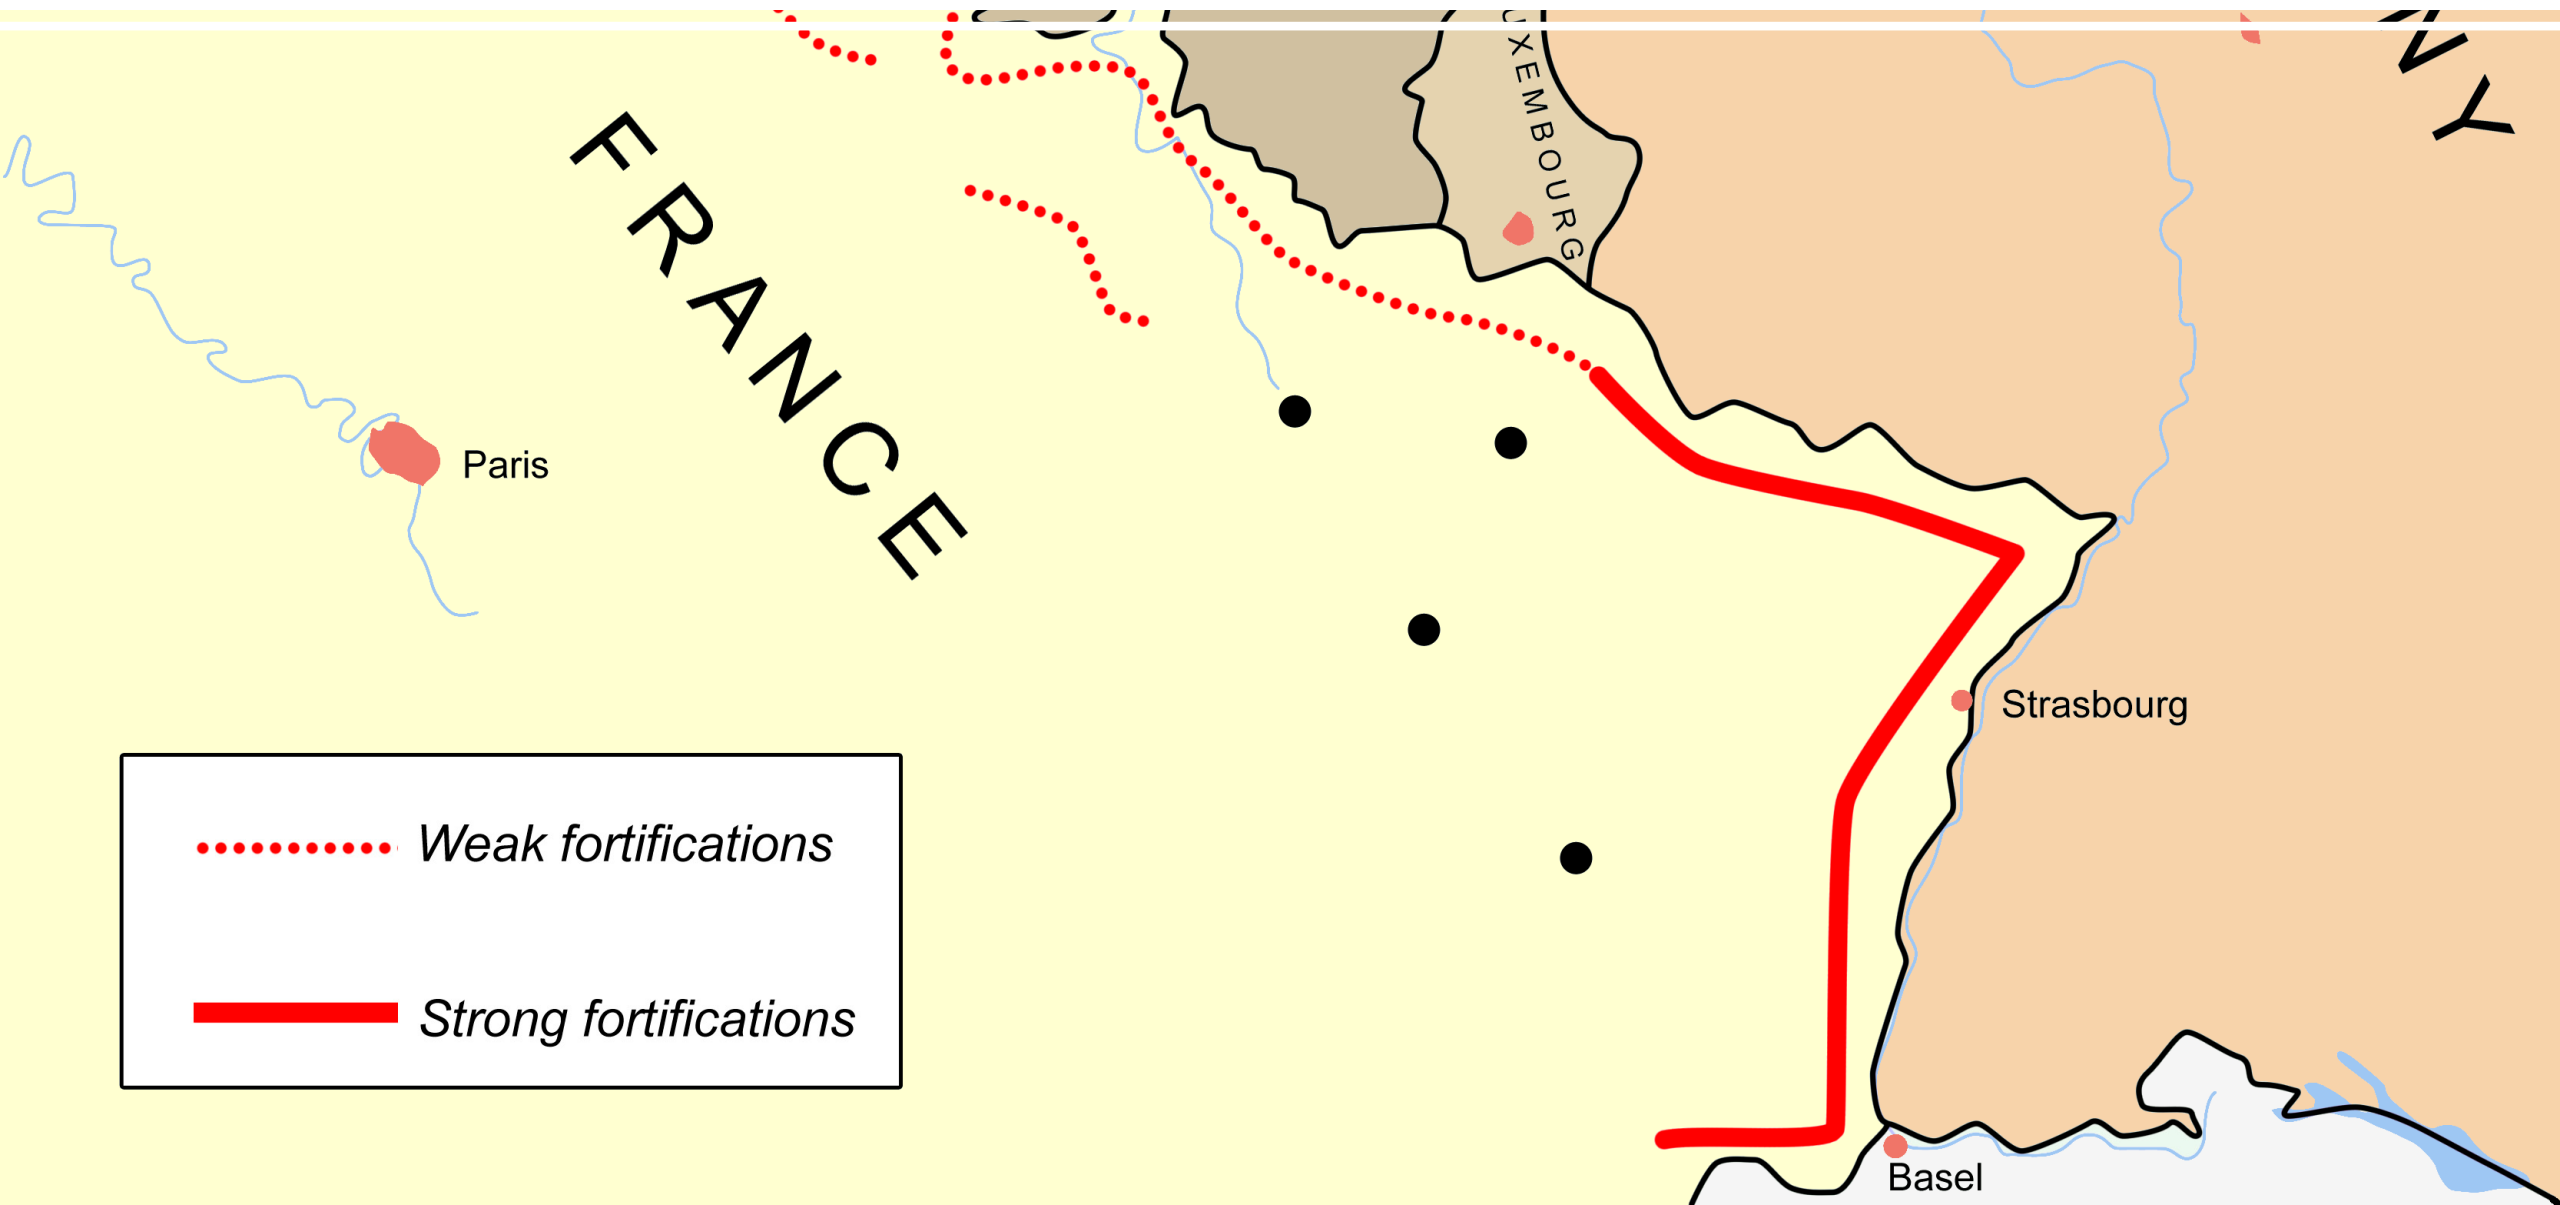 UXEMBOURG
NY
FRANCE
Paris
Strasbourg
Weak fortifications
Strong fortifications
Basel